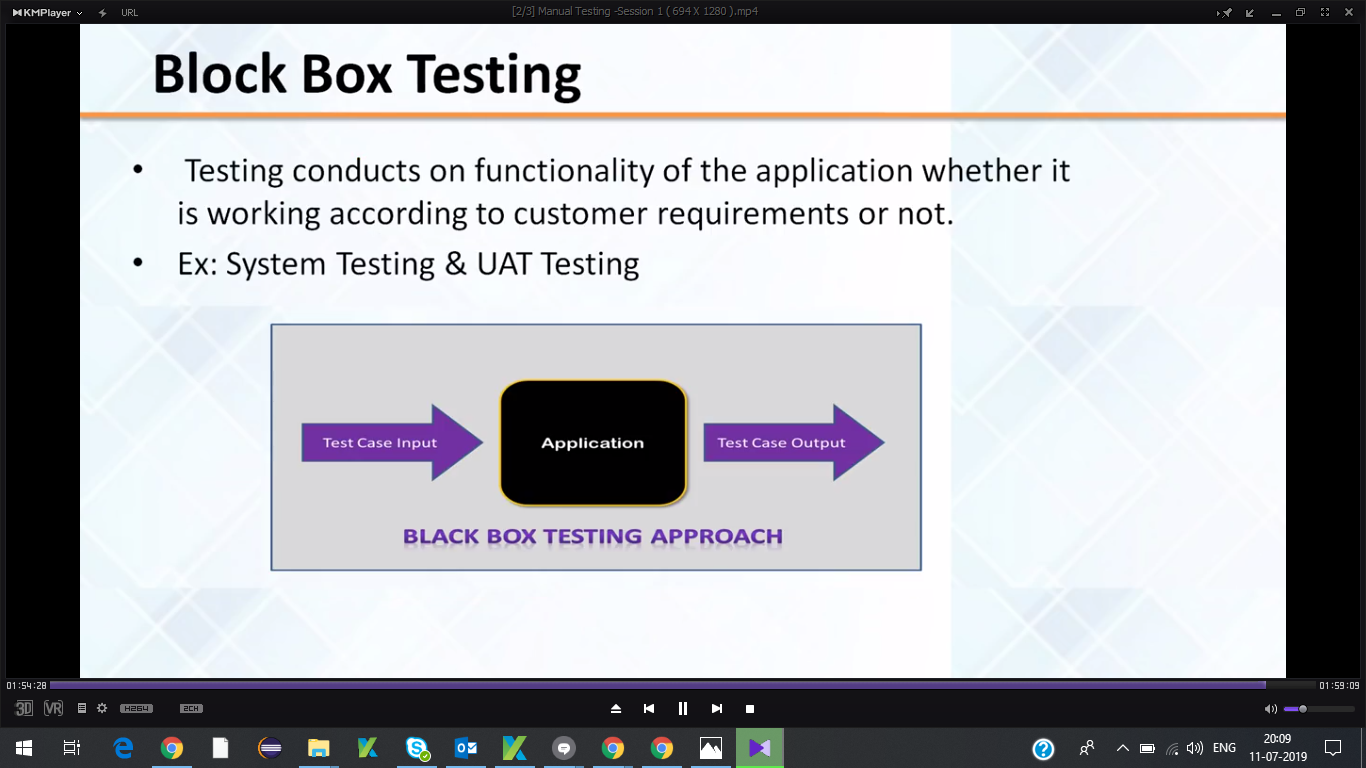 KMPlayer
URL
[2/3] Manual Testing -Session 1 ( 694 X 1280 ).mp4
Block Box Testing
• Testing conducts on functionality of the application whether it
is working according to customer requirements or not.
• Ex: System Testing & UAT Testing
Test Case Input
Application
Test Case Output
BLACK BOX TESTING APPROACH
01:54:28
01:59:09
3D
VR
H264
2CH
20:09
ENG
11-07-2019